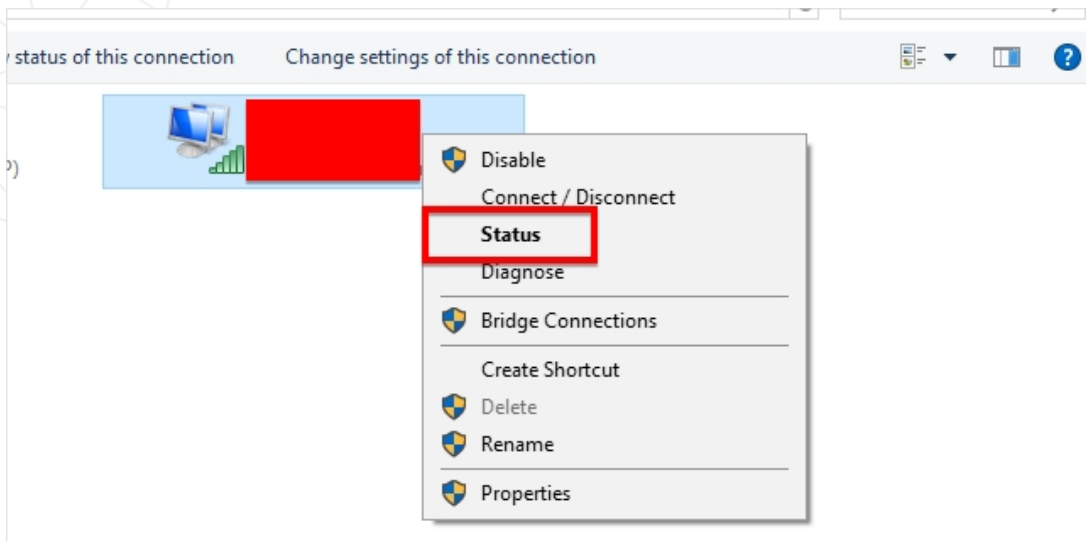 status of this connection Change settings of this connection
P)
Disable
Connect / Disconnect
Status
Diagnose
Bridge Connections
Create Shortcut
Delete
Rename
Properties